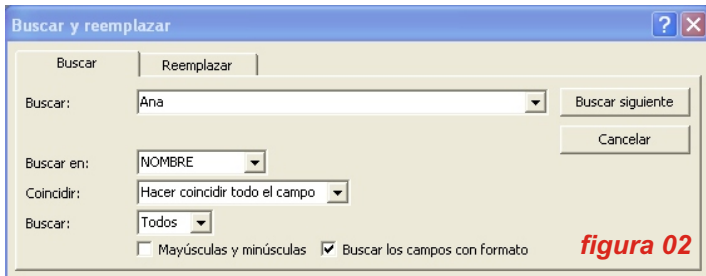 Buscar y reemplazar
Buscar Reemplazar
Buscar: Ana Buscar siguiente
Cancelar
Buscar en: NOMBRE
Coincidir: Hacer coincidir todo el campo
Buscar: Todos
Mayúsculas y minúsculas Buscar los campos con formato
figura 02